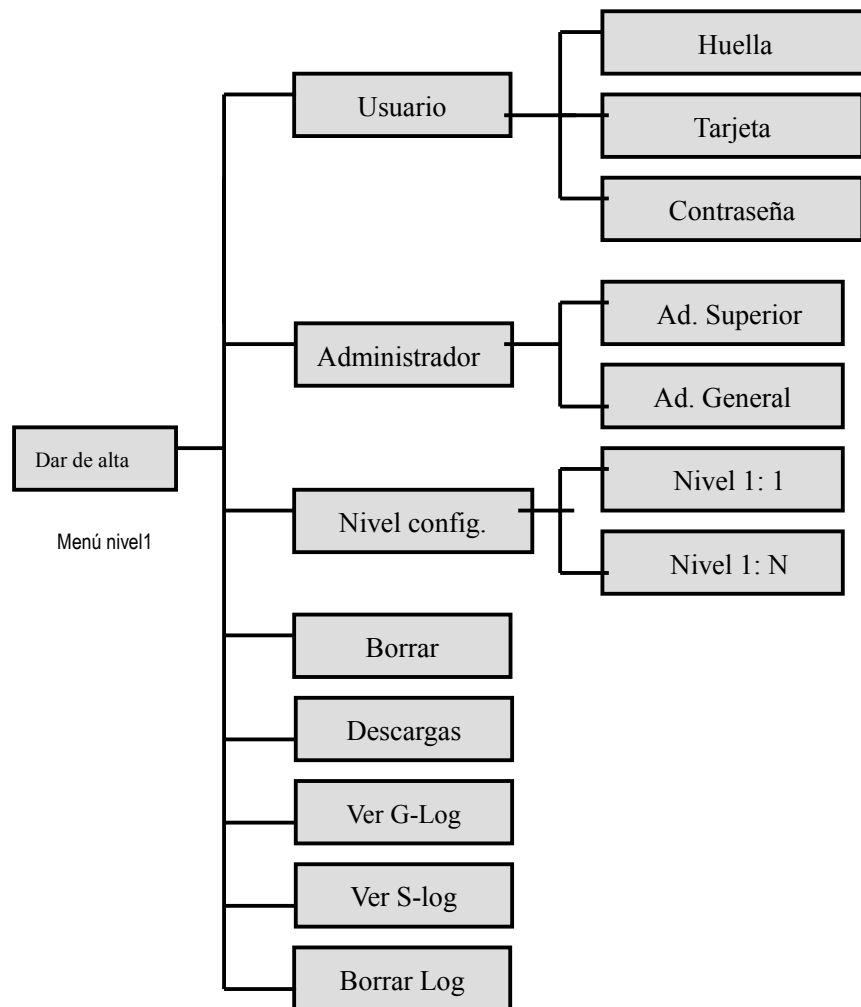 Huella
Usuario
Tarjeta
Contraseña
Ad. Superior
Administrador
Ad. General
Dar de alta
Menú nivel1
Nivel 1: 1
Nivel config.
Nivel 1: N
Borrar
Descargas
Ver G-Log
Ver S-log
Borrar Log